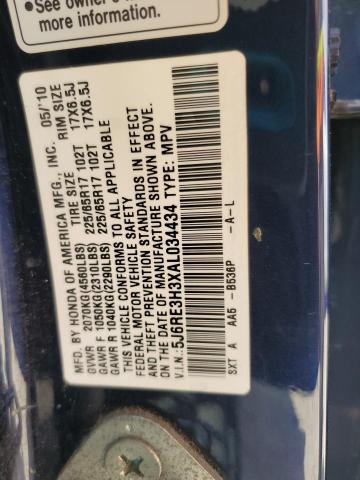 •See owner's
more information.
MFD. BY HONDA OF AMERICA MFG., INC. 05/'10
TIRE SIZE RIM SIZE
GVWR 2070KG(4560LBS)
GAWR F 1050KG(2310LBS) 225/65R17 102T 17X6.5J
GAWR R 1040KG(2290LBS) 225/65R17 102T 17X6.5J
THIS VEHICLE CONFORMS TO ALL APPLICABLE
FEDERAL MOTOR VEHICLE SAFETY
AND THEFT PREVENTION STANDARDS IN EFFECT
ON THE DATE OF MANUFACTURE SHOWN ABOVE.
V.I.N.: 5J6RE3H3XAL034434 TYPE: MPV
SXT A AA5 - B536P -A-L